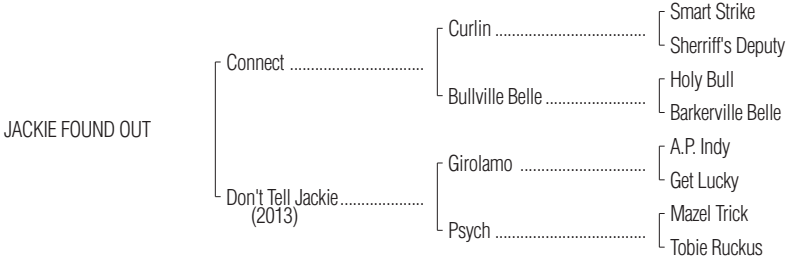 Smart Strike
Curlin ..............................
Sherriff's Deputy
Connect ..............................
Holy Bull
Bullville Belle ......................
Barkerville Belle
JACKIE FOUND OUT
A.P. Indy
Girolamo ..........................
Get Lucky
Don't Tell Jackie .....................
(2013)
Mazel Trick
Psych ..............................
Tobie Ruckus